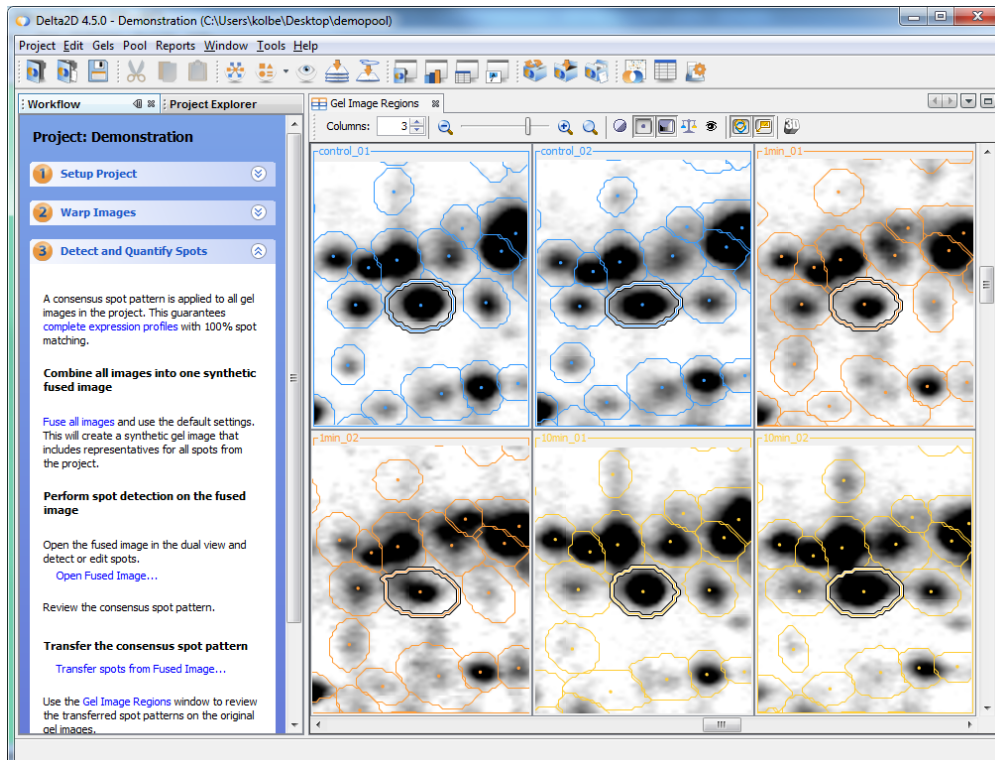 Delta2D 4.5.0 - Demonstration (C:\Users\kolbe\Desktop\demopool)
Project Edit Gels Pool Reports Window Tools Help
Workflow
Project Explorer
Gel Image Regions
Columns: 3
3D
Project: Demonstration
1 Setup Project
2 Warp Images
3 Detect and Quantify Spots
A consensus spot pattern is applied to all gel
images in the project. This guarantees
complete expression profiles with 100% spot
matching.
Combine all images into one synthetic
fused image
Fuse all images and use the default settings.
This will create a synthetic gel image that
includes representatives for all spots from
the project.
Perform spot detection on the fused
image
Open the fused image in the dual view and
detect or edit spots.
Open Fused Image...
Review the consensus spot pattern.
Transfer the consensus spot pattern
Transfer spots from Fused Image...
Use the Gel Image Regions window to review
the transferred spot patterns on the original
gel images.
control_01
control_02
1min_01
1min_02
10min_01
10min_02